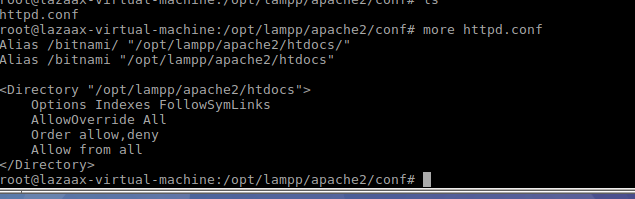 root@lazaax-virtual-machine:/opt/lampp/apache2/conf# ls
httpd.conf
root@lazaax-virtual-machine:/opt/lampp/apache2/conf# more httpd.conf
Alias /bitnami/ "/opt/lampp/apache2/htdocs/"
Alias /bitnami "/opt/lampp/apache2/htdocs"
<Directory "/opt/lampp/apache2/htdocs">
    Options Indexes FollowSymLinks
    AllowOverride All
    Order allow,deny
    Allow from all
</Directory>
root@lazaax-virtual-machine:/opt/lampp/apache2/conf#